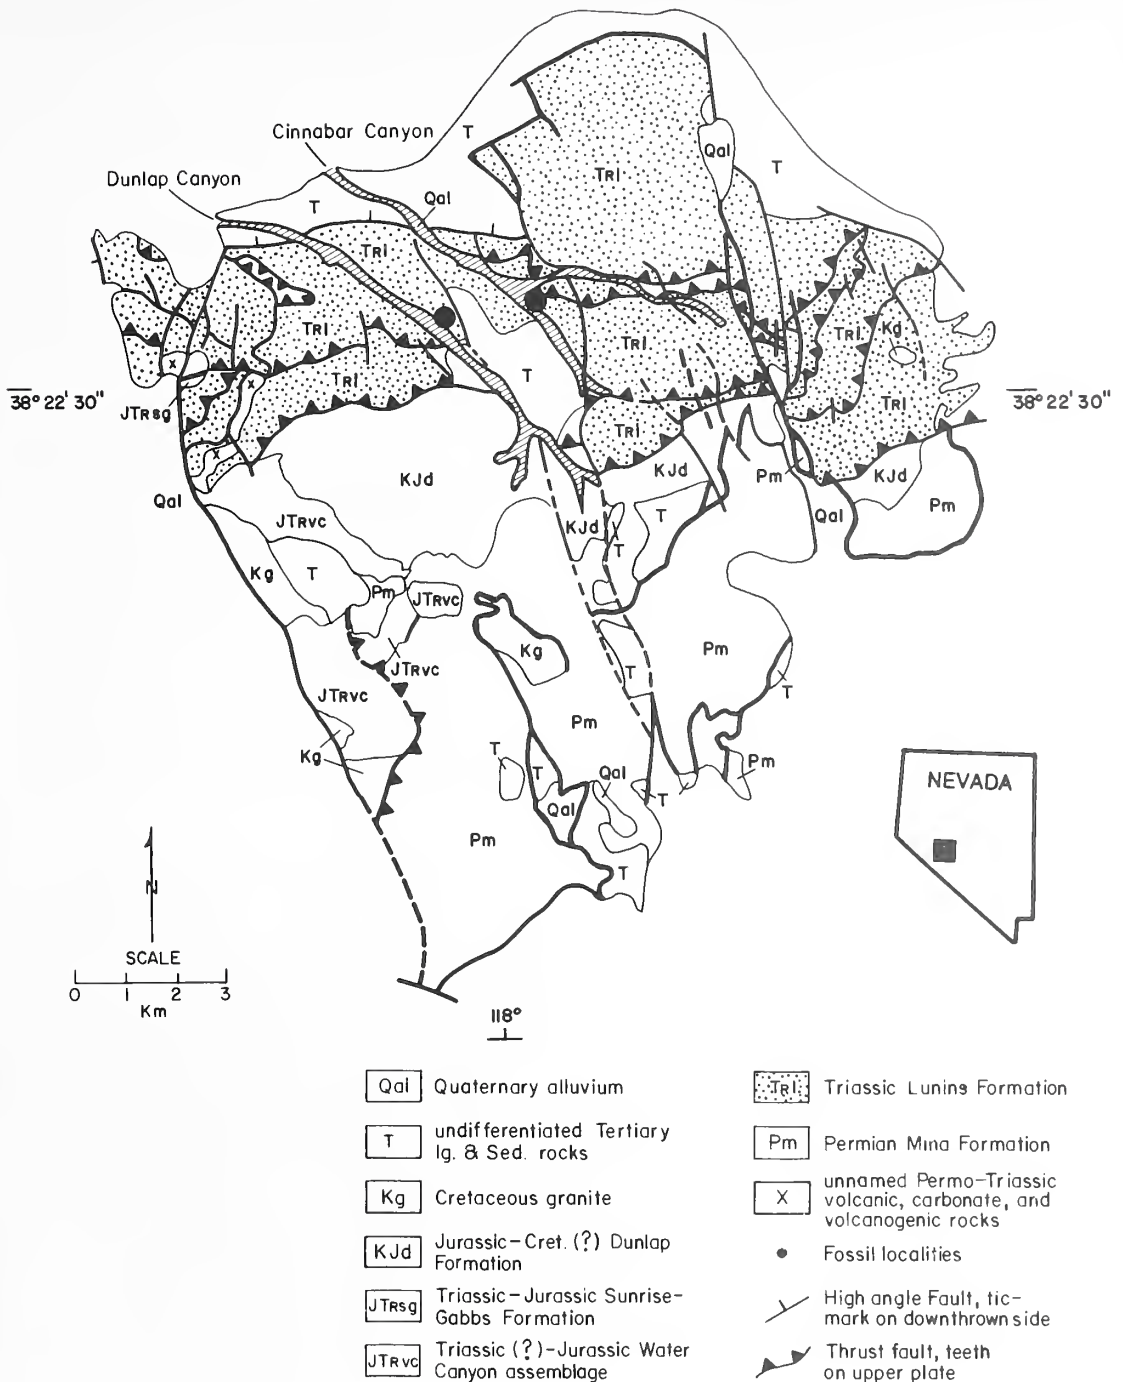 Cinnabar Canyon
T
Qal
T
TRl
Dunlap Canyon
Qal
T
TRl
TRl
TRl
TRl
Kg
X
X
TRl
T
38° 22' 30"
JTRsg
TRl
38° 22' 30"
TRl
X
KJd
KJd
Pm
KJd
Pm
Qal
JTRvc
KJd
T
Qal
T
Kg
T
Pm
JTRvc
Kg
Pm
JTRvc
T
T
JTRvc
Pm
Kg
T
T
Qal
Pm
T
Qal
Pm
T
NEVADA
N
SCALE
0 1 2 3
Km
118°
Qal Quaternary alluvium
T undifferentiated Tertiary
Ig. & Sed. rocks
Kg Cretaceous granite
KJd Jurassic-Cret. (?) Dunlap
Formation
JTRsg Triassic-Jurassic Sunrise-
Gabbs Formation
JTRvc Triassic (?)-Jurassic Water
Canyon assemblage
TRl Triassic Luning Formation
Pm Permian Mina Formation
X unnamed Permo-Triassic
volcanic, carbonate, and
volcanogenic rocks
Fossil localities
High angle Fault, tic-
mark on downthrown side
Thrust fault, teeth
on upper plate